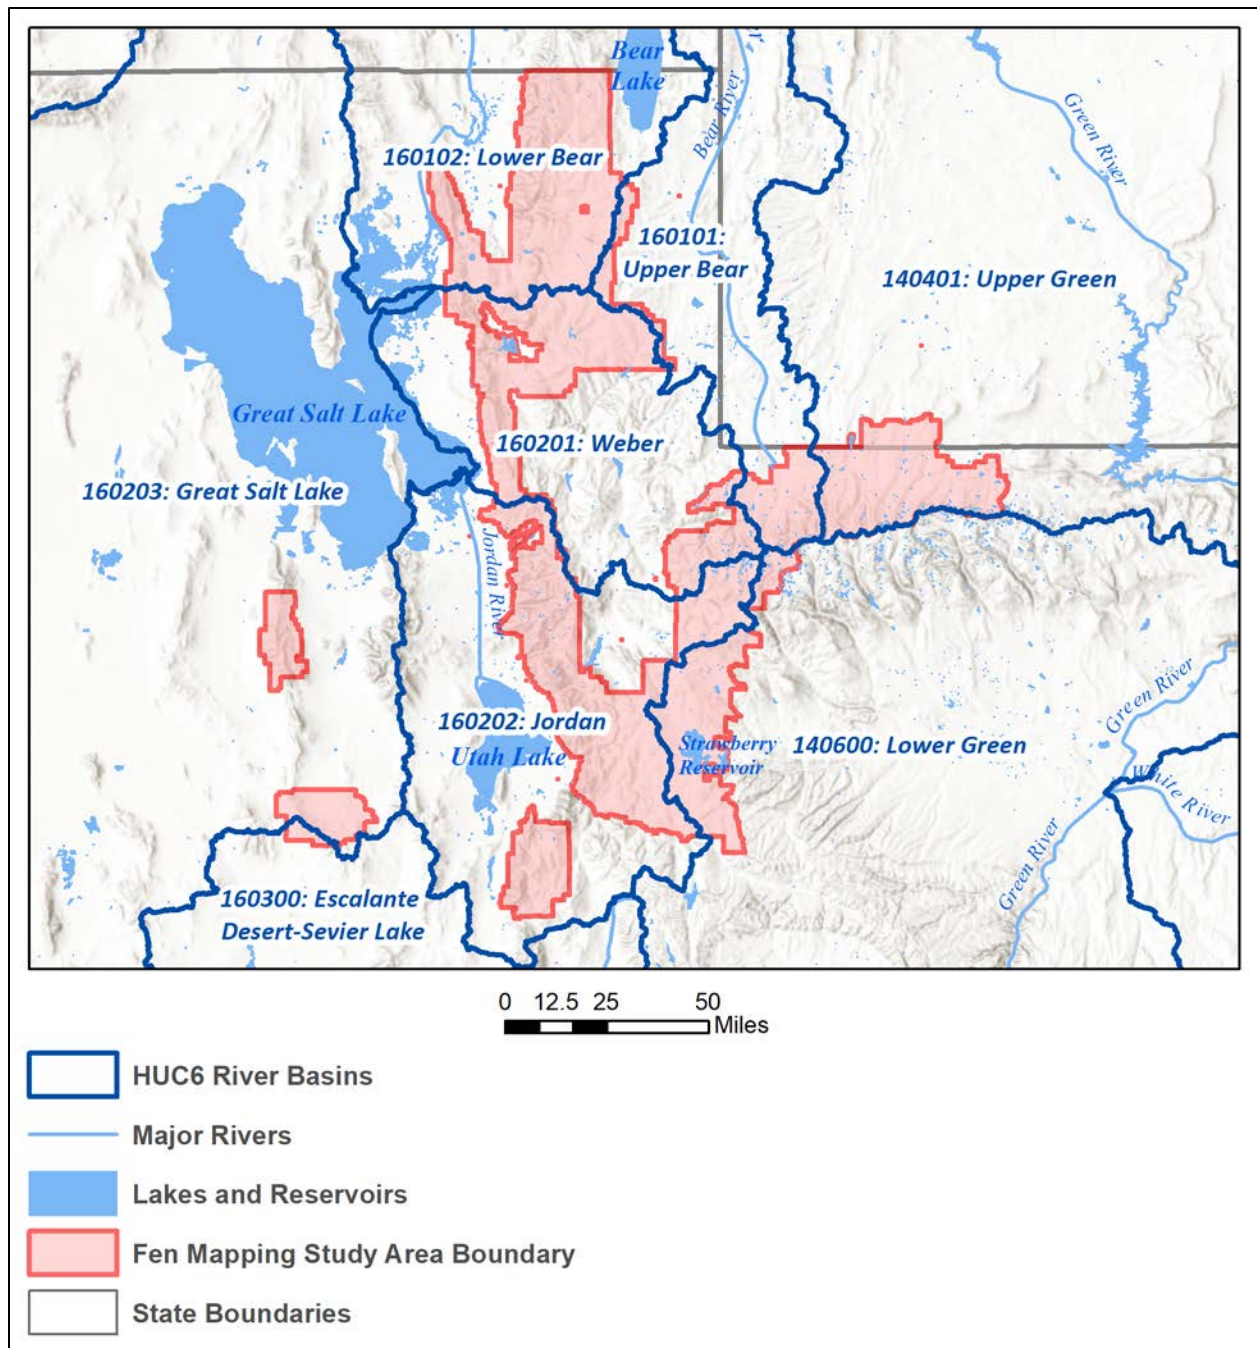 Bear
Lake
Bear River
Green River
160102: Lower Bear
160101:
Upper Bear
140401: Upper Green
Great Salt Lake
160201: Weber
160203: Great Salt Lake
Jordan River
160202: Jordan
Utah Lake
Strawberry
Reservoir
140600: Lower Green
Green River
White River
Green River
160300: Escalante
Desert-Sevier Lake
0 12.5 25 50
Miles
HUC6 River Basins
Major Rivers
Lakes and Reservoirs
Fen Mapping Study Area Boundary
State Boundaries